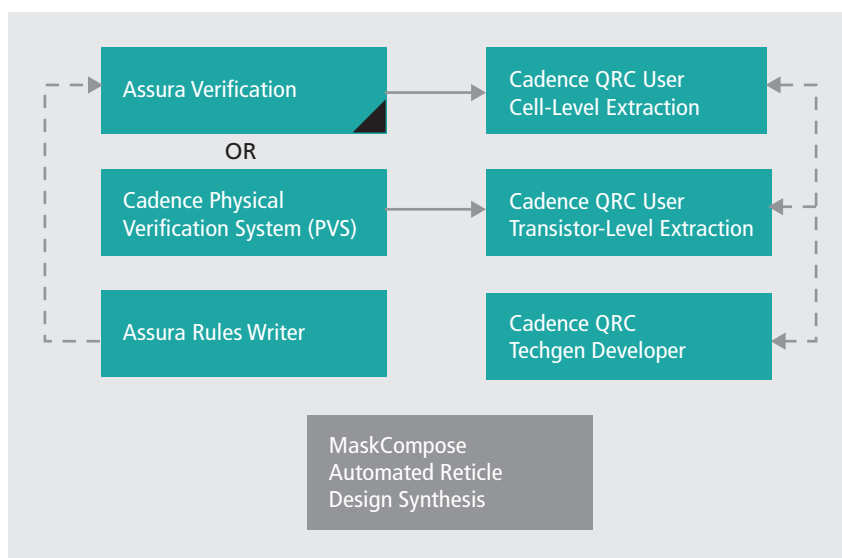 Assura Verification
Cadence QRC User
Cell-Level Extraction
OR
Cadence Physical
Verification System (PVS)
Cadence QRC User
Transistor-Level Extraction
Assura Rules Writer
Cadence QRC
Techgen Developer
MaskCompose
Automated Reticle
Design Synthesis